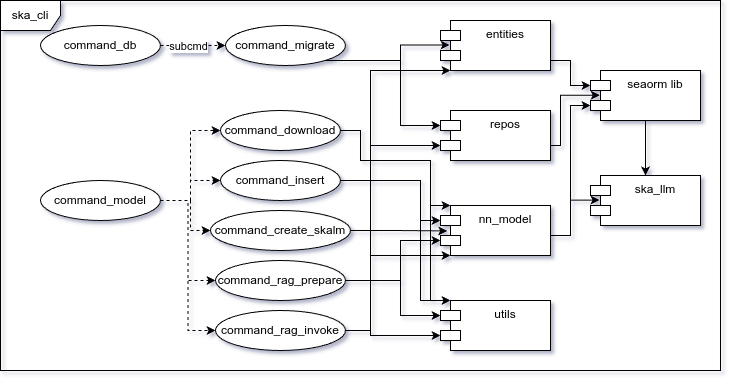 ska_cli
command_db
subcmd
command_migrate
entities
seaorm lib
command_download
repos
command_insert
command_model
ska_llm
command_create_skalm
nn_model
command_rag_prepare
utils
command_rag_invoke